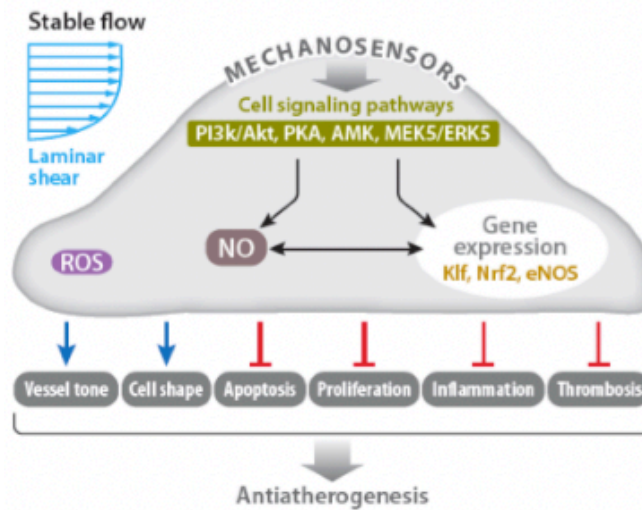 Stable flow
Laminar
shear
MECHANOSENSORS
Cell signaling pathways
PI3k/Akt, PKA, AMK, MEK5/ERK5
ROS
NO
Gene
expression
Klf, Nrf2, eNOS
Vessel tone
Cell shape
Apoptosis
Proliferation
Inflammation
Thrombosis
Antiatherogenesis